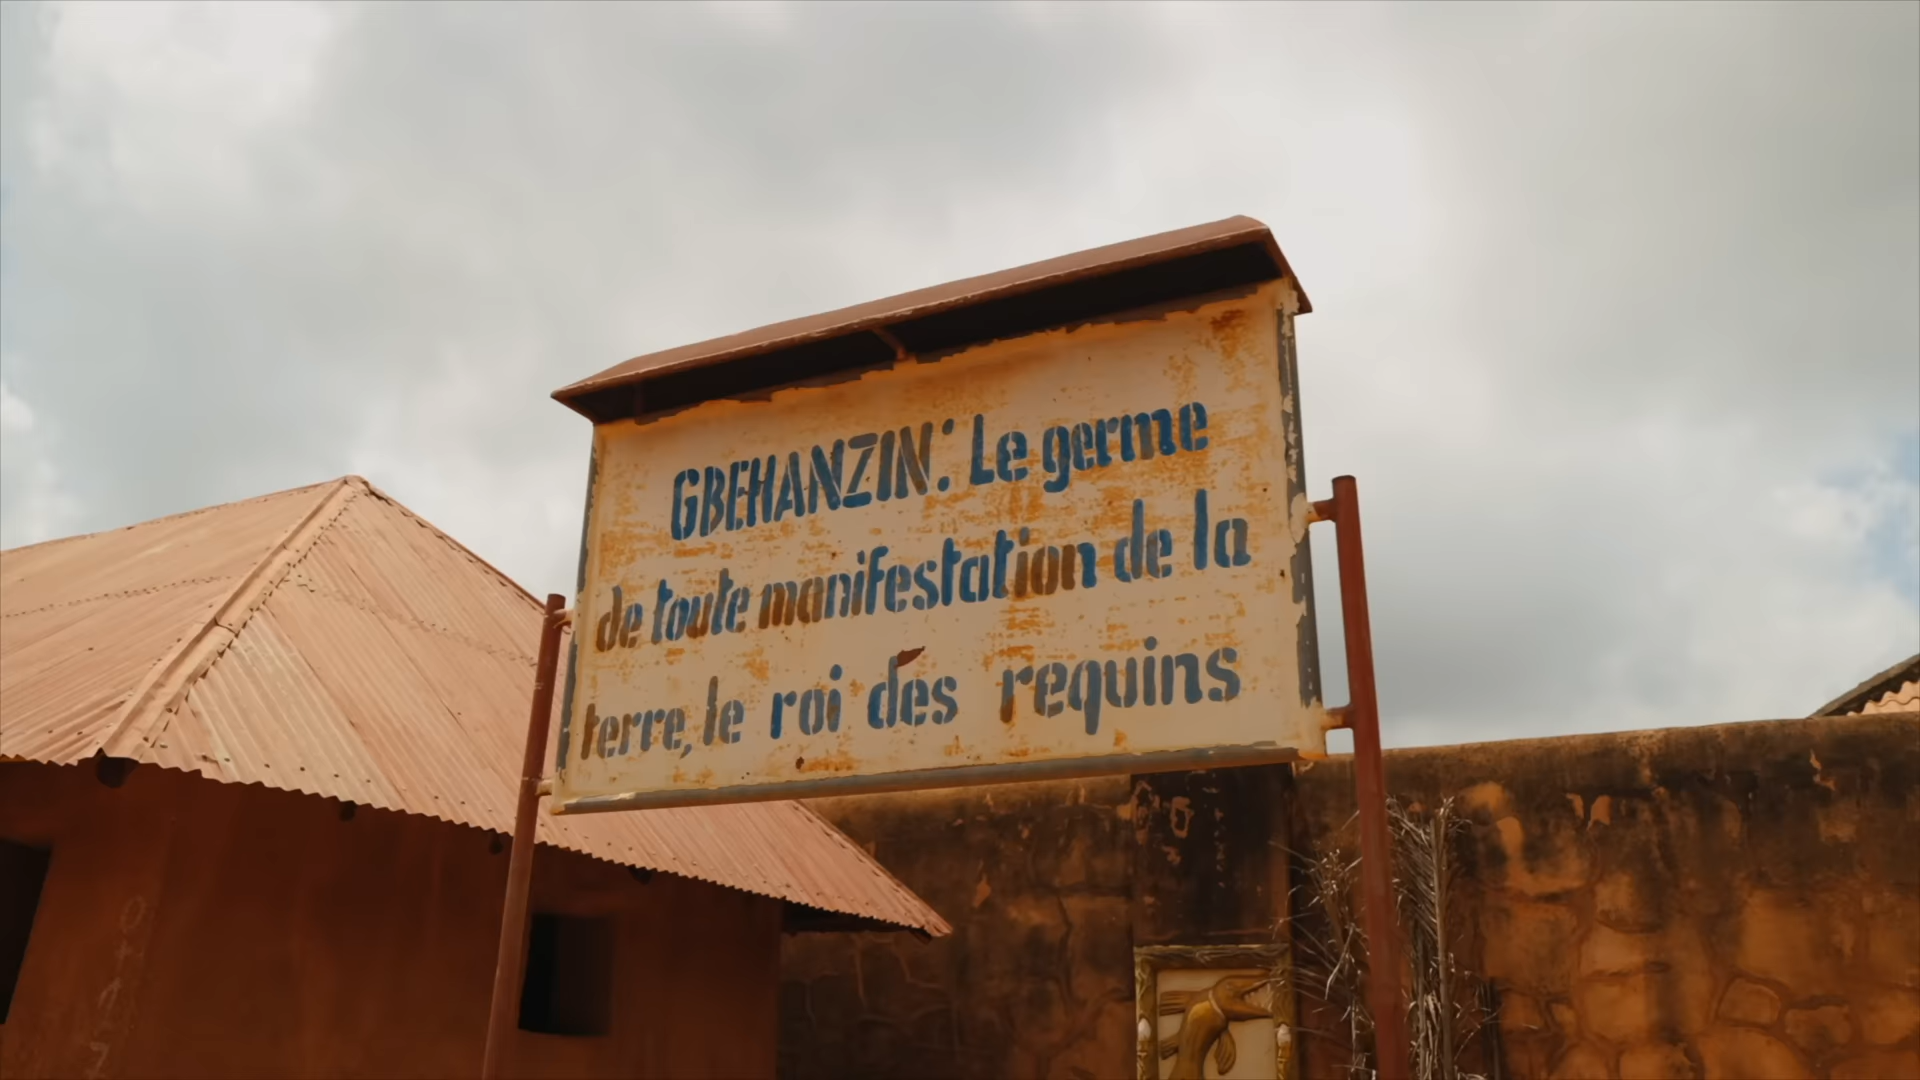 GBEHANZIN: Le germe
de toute manifestation de la
terre, le roi des requins